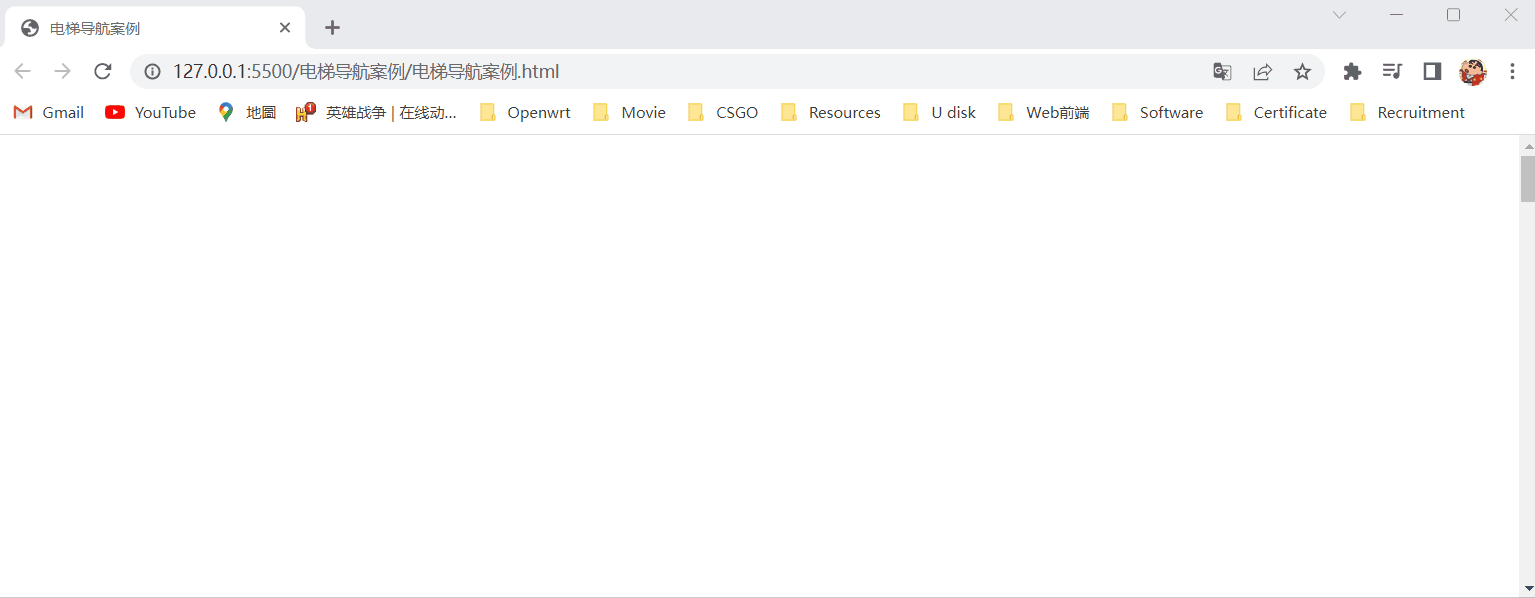 电梯导航案例
127.0.0.1:5500/电梯导航案例/电梯导航案例.html
Gmail YouTube 地圖 1 英雄战争 | 在线动... Openwrt Movie CSGO Resources U disk Web前端 Software Certificate Recruitment